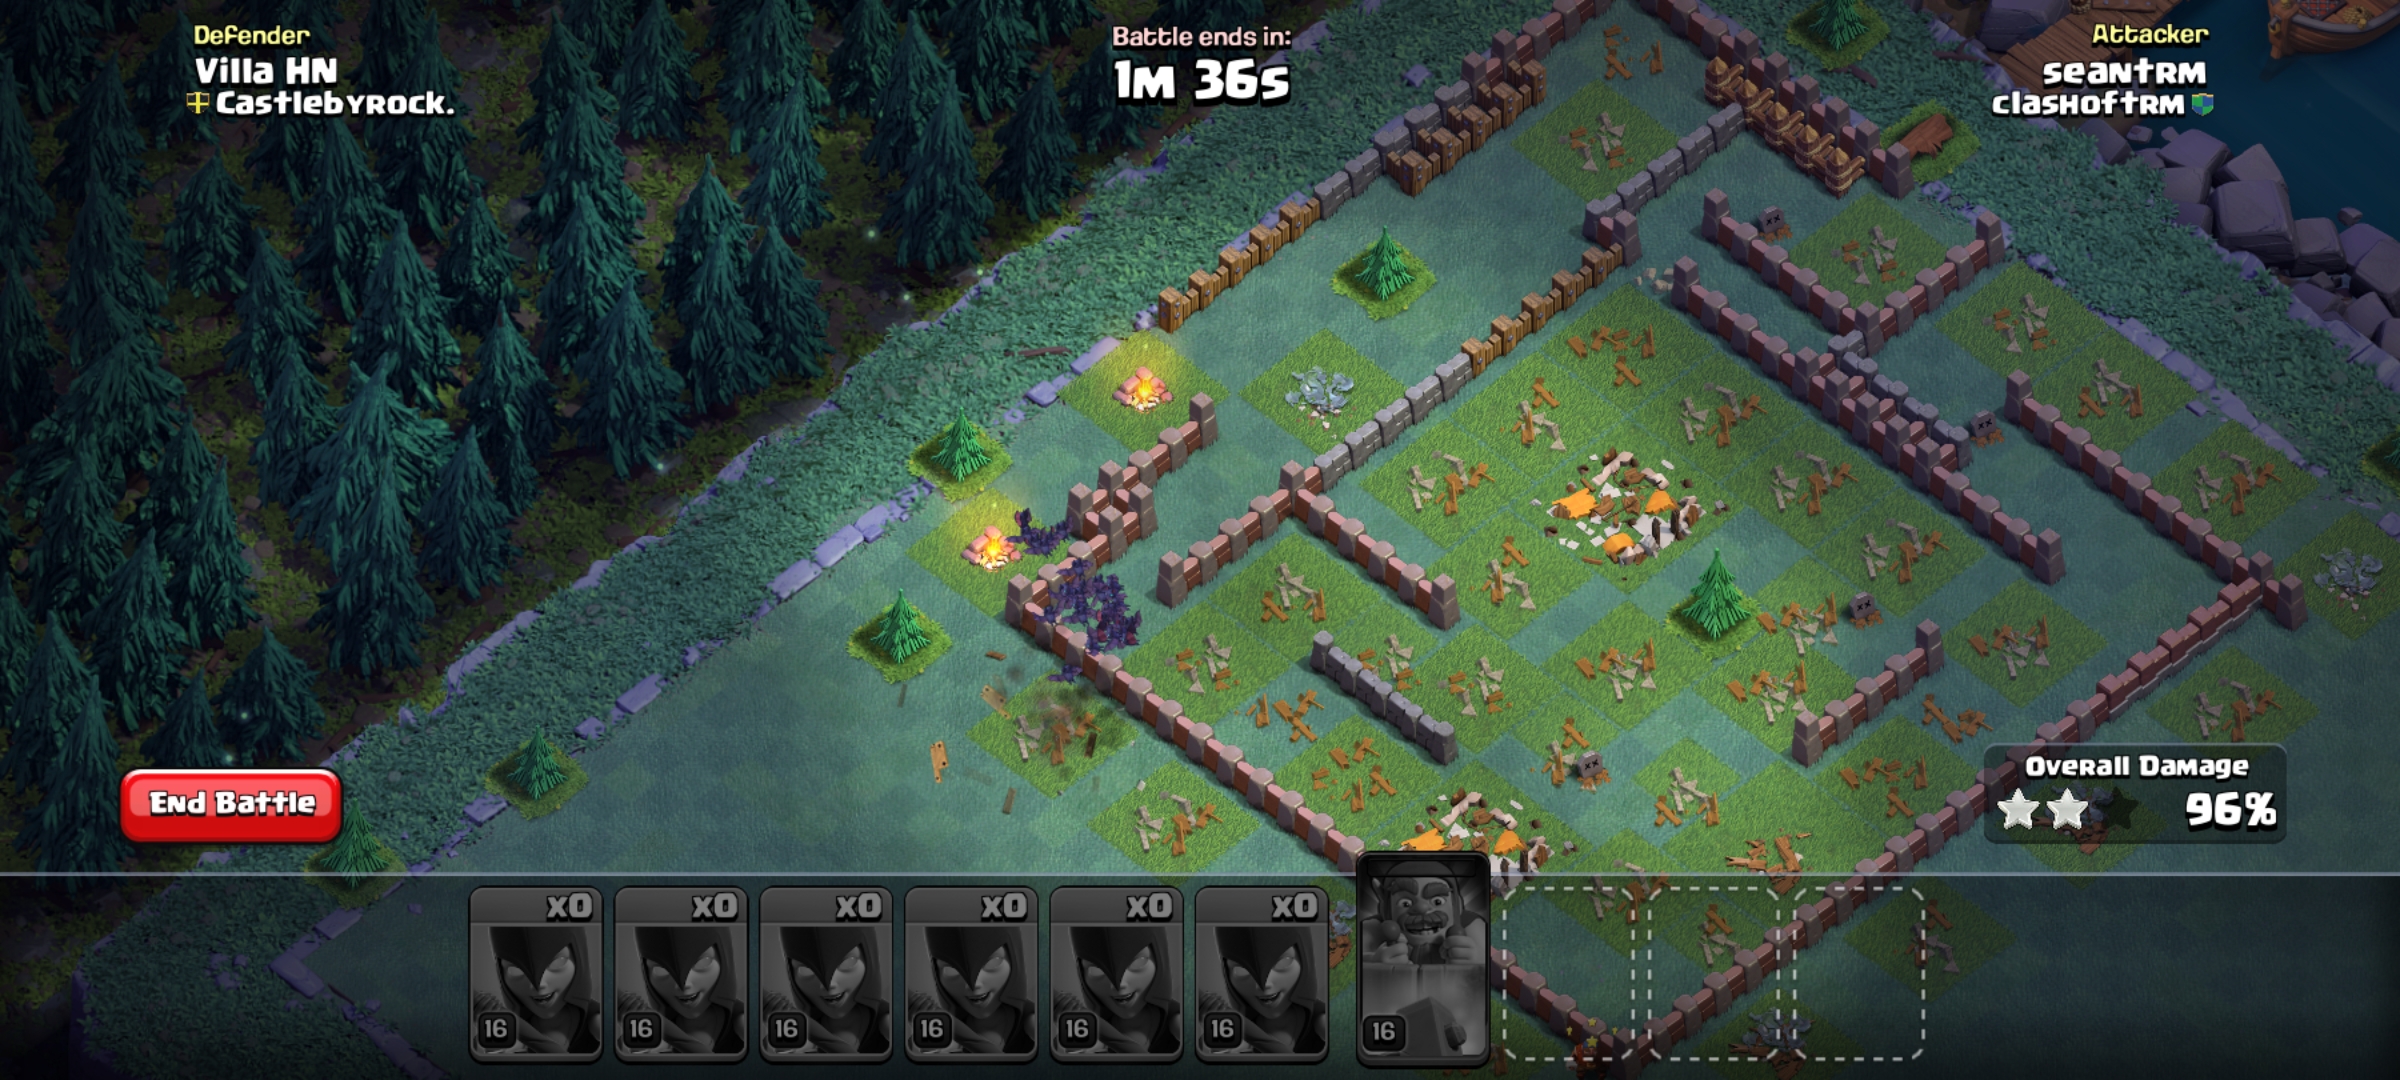 Defender
Villa HN
Castlebyrock.
Battle ends in:
1M 36s
Attacker
seantRM
clashoftRM
End Battle
Overall Damage
96%
x0 x0 x0 x0 x0 x0
16 16 16 16 16 16 16